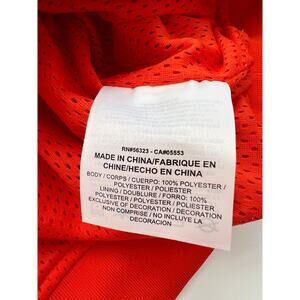 RN#56323 - CA#05553
MADE IN CHINA/FABRIQUE EN
CHINE/HECHO EN CHINA
BODY / CORPS / CUERPO: 100% POLYESTER /
POLYESTER / POLIESTER
LINING / DOUBLURE / FORRO: 100%
POLYESTER / POLYESTER / POLIESTER
EXCLUSIVE OF DECORATION / DECORATION
NON COMPRISE / NO INCLUYE LA
DECORACION